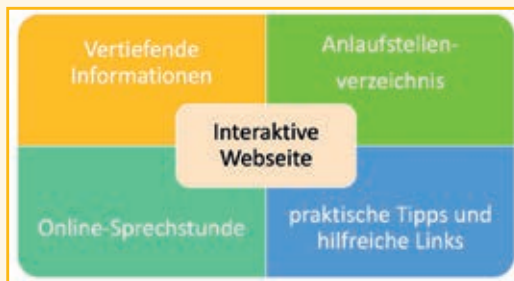 Vertiefende
Informationen
Anlaufstellen-
verzeichnis
Interaktive
Webseite
Online-Sprechstunde
praktische Tipps und
hilfreiche Links